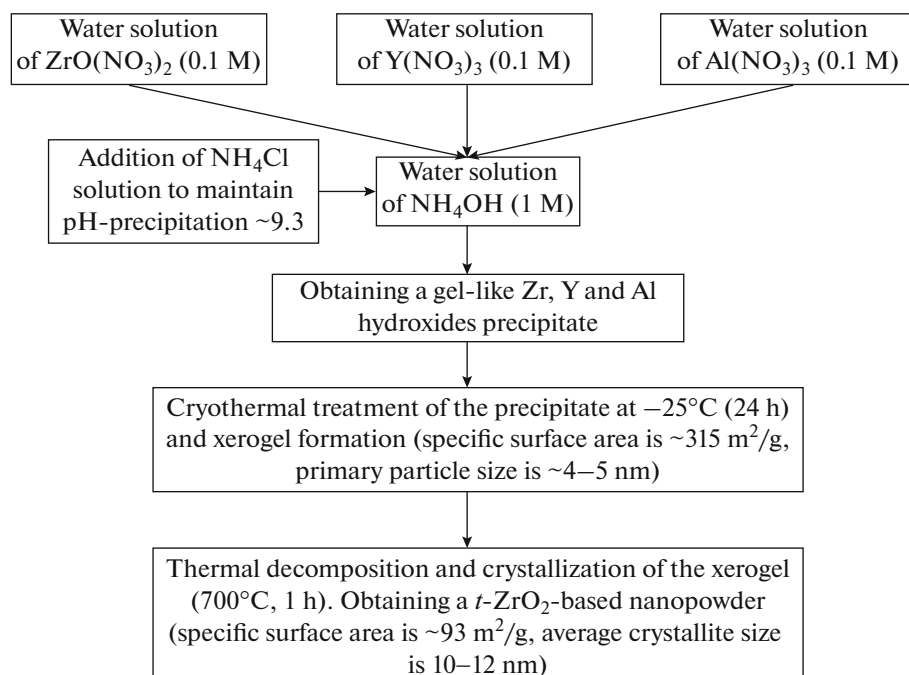 Water solution
of ZrO(NO₃)₂ (0.1 M)
Water solution
of Y(NO₃)₃ (0.1 M)
Water solution
of Al(NO₃)₃ (0.1 M)
Addition of NH₄Cl
solution to maintain
pH-precipitation ~9.3
Water solution
of NH₄OH (1 M)
Obtaining a gel-like Zr, Y and Al
hydroxides precipitate
Cryothermal treatment of the precipitate at −25°C (24 h)
and xerogel formation (specific surface area is ~315 m²/g,
primary particle size is ~4–5 nm)
Thermal decomposition and crystallization of the xerogel
(700°C, 1 h). Obtaining a t-ZrO₂-based nanopowder
(specific surface area is ~93 m²/g, average crystallite size
is 10–12 nm)